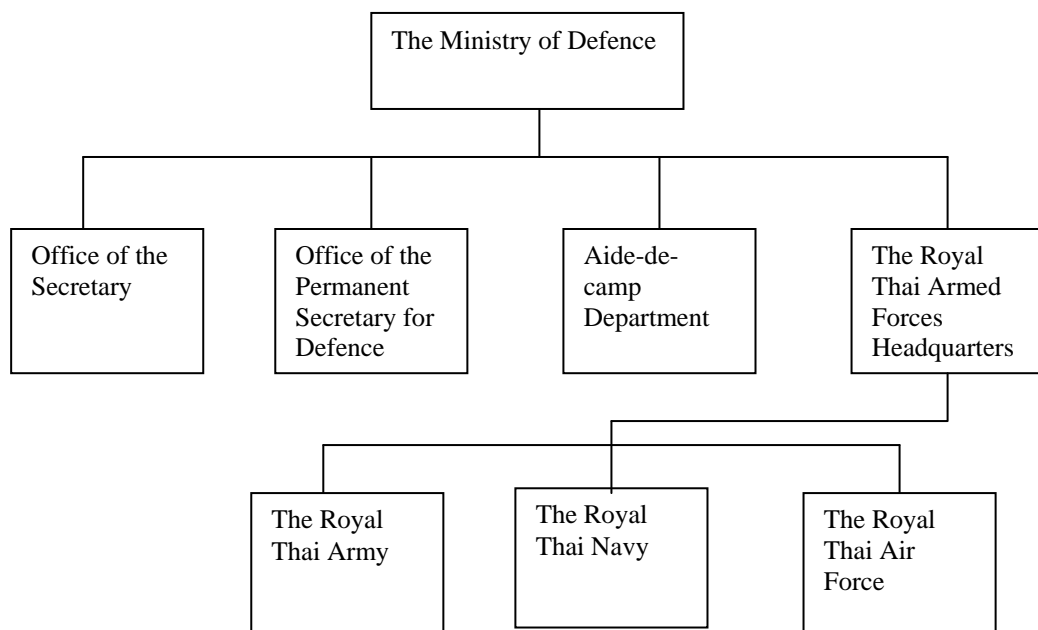 The Ministry of Defence
Office of the
Secretary
Office of the
Permanent
Secretary for
Defence
Aide-de-
camp
Department
The Royal
Thai Armed
Forces
Headquarters
The Royal
Thai Army
The Royal
Thai Navy
The Royal
Thai Air
Force